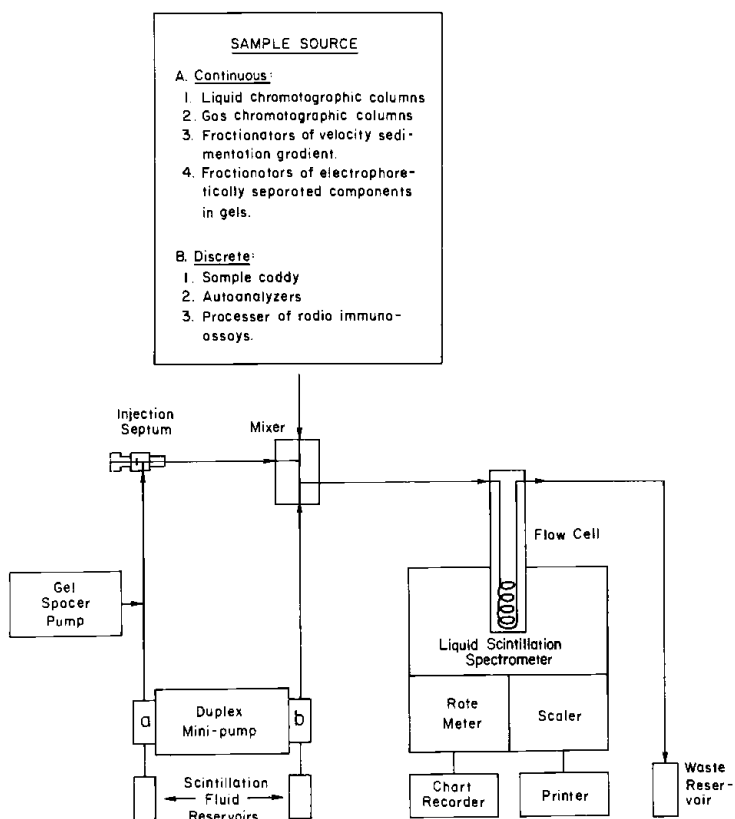 SAMPLE SOURCE
A. Continuous:
1. Liquid chromatographic columns
2. Gas chromatographic columns
3. Fractionators of velocity sedi-
mentation gradient.
4. Fractionators of electrophore-
tically separated components
in gels.
B. Discrete:
1. Sample caddy
2. Autoanalyzers
3. Processer of radio immuno-
assays.
Injection
Septum
Mixer
Flow Cell
Gel
Spacer
Pump
Liquid Scintillation
Spectrometer
a
Duplex
Mini-pump
b
Rate
Meter
Scaler
Scintillation
Fluid
Reservoirs
Chart
Recorder
Printer
Waste
Reser-
voir